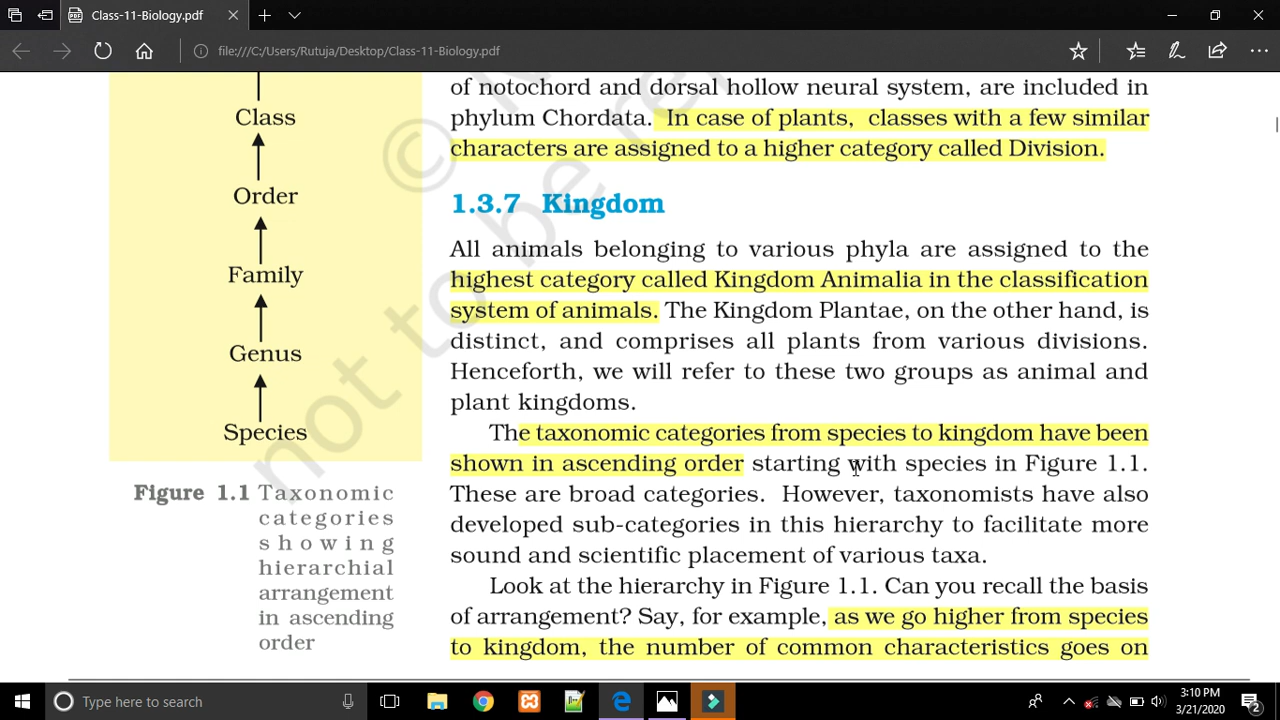 Class-11-Biology.pdf
file:///C:/Users/Rutuja/Desktop/Class-11-Biology.pdf
Class
Order
Family
Genus
Species
Figure 1.1 Taxonomic
categories
showing
hierarchial
arrangement
in ascending
order
of notochord and dorsal hollow neural system, are included in
phylum Chordata. In case of plants, classes with a few similar
characters are assigned to a higher category called Division.
1.3.7 Kingdom
All animals belonging to various phyla are assigned to the
highest category called Kingdom Animalia in the classification
system of animals. The Kingdom Plantae, on the other hand, is
distinct, and comprises all plants from various divisions.
Henceforth, we will refer to these two groups as animal and
plant kingdoms.
The taxonomic categories from species to kingdom have been
shown in ascending order starting with species in Figure 1.1.
These are broad categories. However, taxonomists have also
developed sub-categories in this hierarchy to facilitate more
sound and scientific placement of various taxa.
Look at the hierarchy in Figure 1.1. Can you recall the basis
of arrangement? Say, for example, as we go higher from species
to kingdom, the number of common characteristics goes on
© 
not to be re
Type here to search
3:10 PM
3/21/2020
2